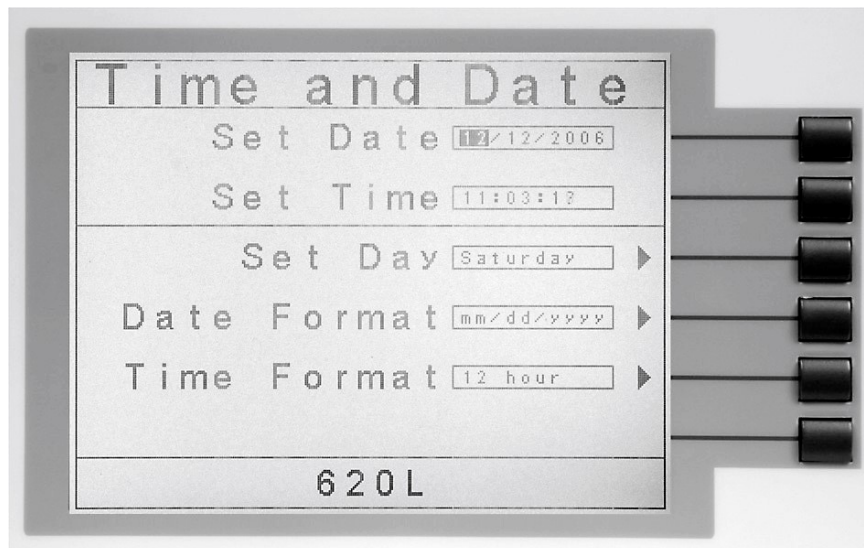 Time and Date
Set Date 12/12/2006
Set Time
Set Day Saturday
Date Format mm/dd/yyyy
Time Format 12 hour
620L